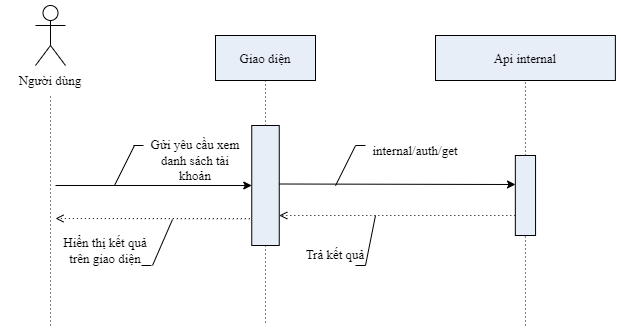 Người dùng
Giao diện
Api internal
Gửi yêu cầu xem
danh sách tài
khoản
internal/auth/get
Hiển thị kết quả
trên giao diện
Trả kết quả